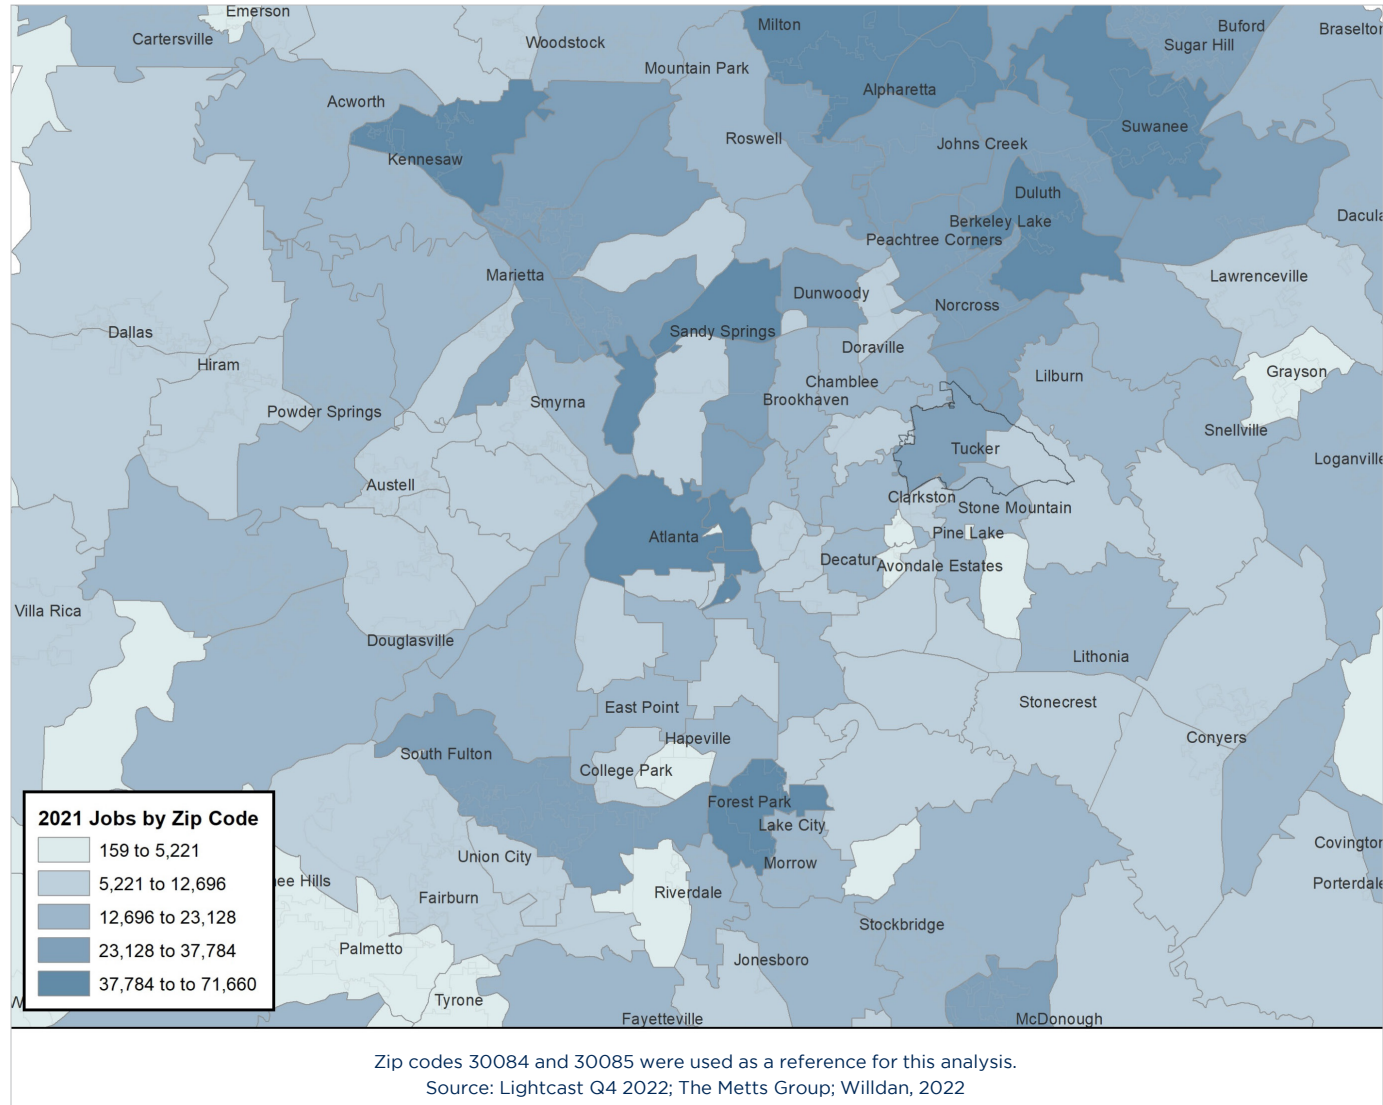 Emerson
Cartersville
Woodstock
Milton
Buford
Braselton
Sugar Hill
Mountain Park
Acworth
Alpharetta
Roswell
Johns Creek
Suwanee
Kennesaw
Duluth
Berkeley Lake
Dacula
Peachtree Corners
Marietta
Lawrenceville
Dunwoody
Norcross
Dallas
Sandy Springs
Doraville
Hiram
Grayson
Lilburn
Chamblee
Brookhaven
Smyrna
Powder Springs
Snellville
Tucker
Loganville
Austell
Clarkston
Stone Mountain
Atlanta
Pine Lake
Decatur
Avondale Estates
Villa Rica
Douglasville
Lithonia
East Point
Stonecrest
Hapeville
Conyers
South Fulton
College Park
Forest Park
Lake City
Covington
Union City
Morrow
Porterdale
Riverdale
Fairburn
Stockbridge
Palmetto
Jonesboro
Tyrone
Fayetteville
McDonough
2021 Jobs by Zip Code
159 to 5,221
5,221 to 12,696
12,696 to 23,128
23,128 to 37,784
37,784 to to 71,660
ee Hills
W
Zip codes 30084 and 30085 were used as a reference for this analysis.
Source: Lightcast Q4 2022; The Metts Group; Willdan, 2022